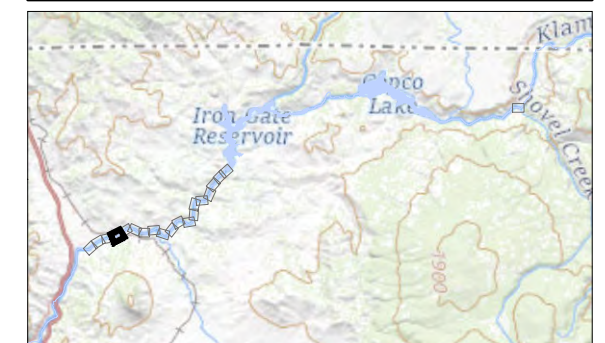 Klam
Copco
Lake
Iron Gate
Reservoir
Shovel Creek
1900